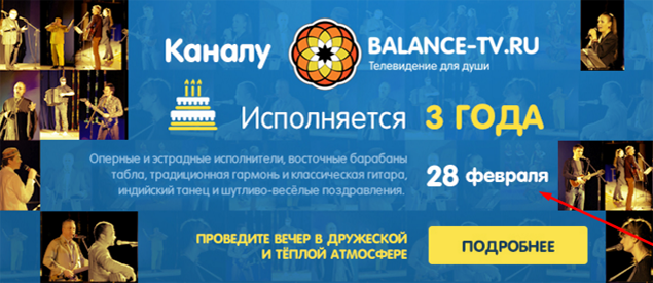 Каналу
BALANCE-TV.RU
Телевидение для души
Исполняется 3 ГОДА
Оперные и эстрадные исполнители, восточные барабаны
табла, традиционная гармонь и классическая гитара,
индийский танец и шутливо-весёлые поздравления.
28 февраля
ПРОВЕДИТЕ ВЕЧЕР В ДРУЖЕСКОЙ
И ТЁПЛОЙ АТМОСФЕРЕ
ПОДРОБНЕЕ